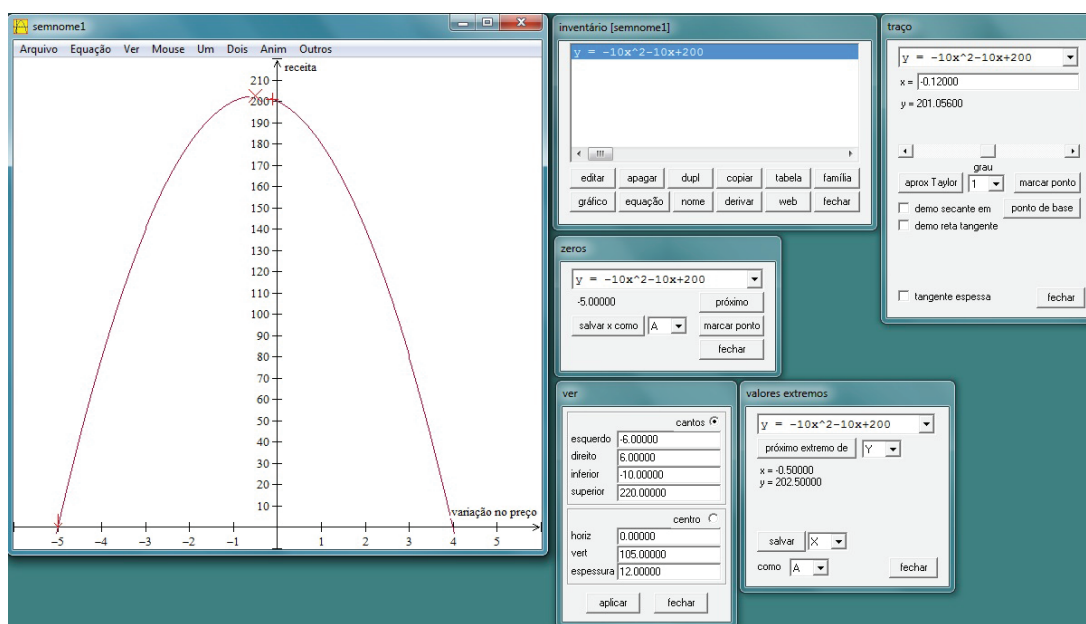 semnome1
Arquivo Equação Ver Mouse Um Dois Anim Outros
receita
210
200
190
180
170
160
150
140
130
120
110
100
90
80
70
60
50
40
30
20
10
variação no preço
-5 -4 -3 -2 -1 1 2 3 4 5
inventário [semnome1]
y = -10x^2-10x+200
editar apagar dupl copiar tabela família
gráfico equação nome derivar web fechar
zeros
y = -10x^2-10x+200
-5.00000 próximo
salvar x como A marcar ponto
fechar
ver
cantos
esquerdo -6.00000
direito 6.00000
inferior -10.00000
superior 220.00000
centro
horiz 0.00000
vert 105.00000
espessura 12.00000
aplicar fechar
valores extremos
y = -10x^2-10x+200
próximo extremo de Y
x = -0.50000
y = 202.50000
salvar X
como A fechar
traço
y = -10x^2-10x+200
x = -0.12000
y = 201.05600
grau
aprox Taylor 1 marcar ponto
demo secante em ponto de base
demo reta tangente
tangente espessa fechar